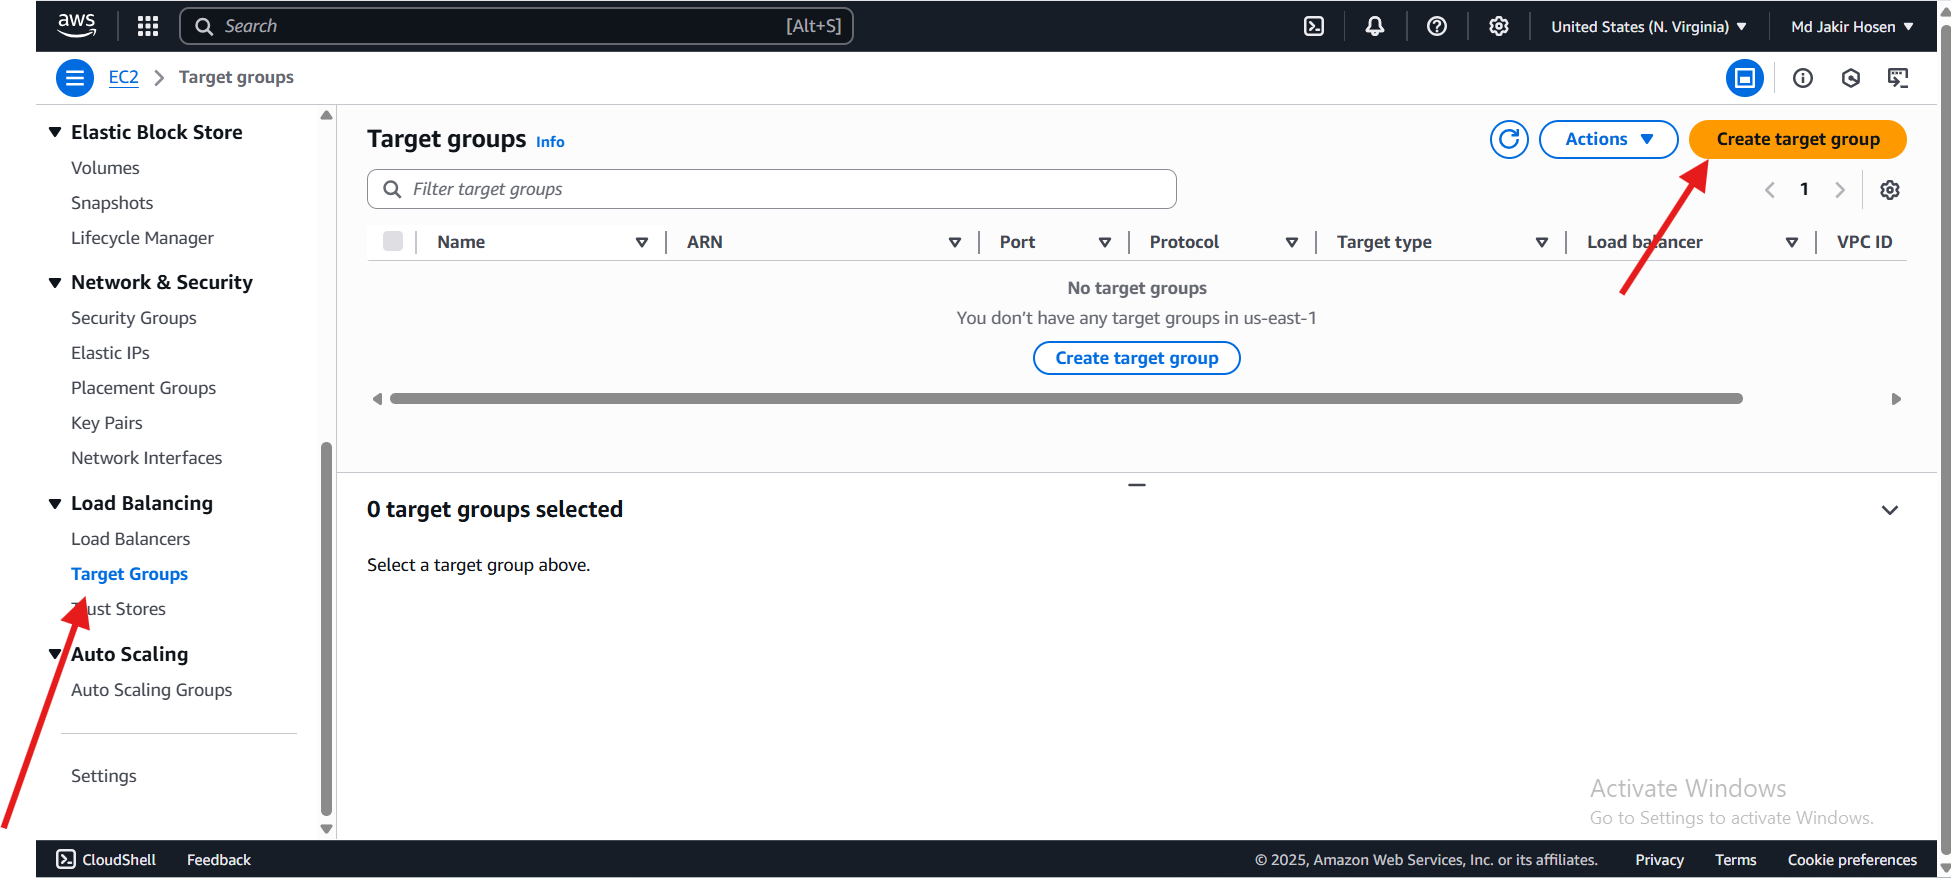 aws
Search [Alt+S]
United States (N. Virginia)
Md Jakir Hosen
EC2 Target groups
Elastic Block Store
Volumes
Snapshots
Lifecycle Manager
Network & Security
Security Groups
Elastic IPs
Placement Groups
Key Pairs
Network Interfaces
Load Balancing
Load Balancers
Target Groups
Trust Stores
Auto Scaling
Auto Scaling Groups
Settings
Target groups Info
Actions
Create target group
Filter target groups
1
Name ARN Port Protocol Target type Load balancer VPC ID
No target groups
You don’t have any target groups in us-east-1
Create target group
0 target groups selected
Select a target group above.
Activate Windows
Go to Settings to activate Windows.
CloudShell Feedback
© 2025, Amazon Web Services, Inc. or its affiliates. Privacy Terms Cookie preferences